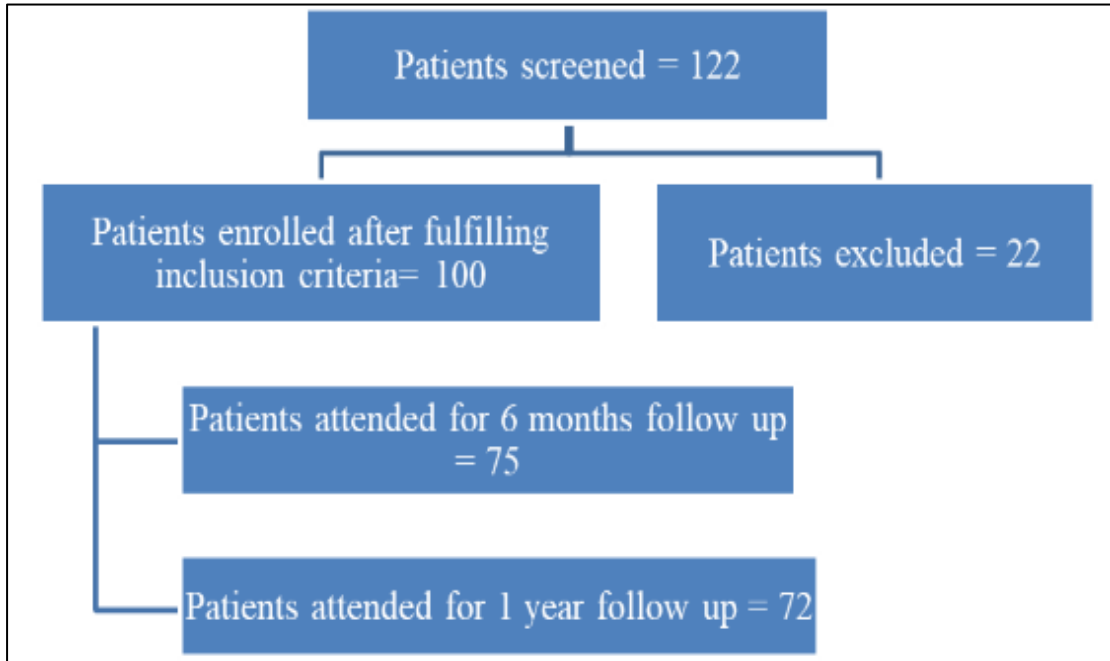 Patients screened = 122
Patients enrolled after fulfilling
inclusion criteria= 100
Patients excluded = 22
Patients attended for 6 months follow up
= 75
Patients attended for 1 year follow up = 72